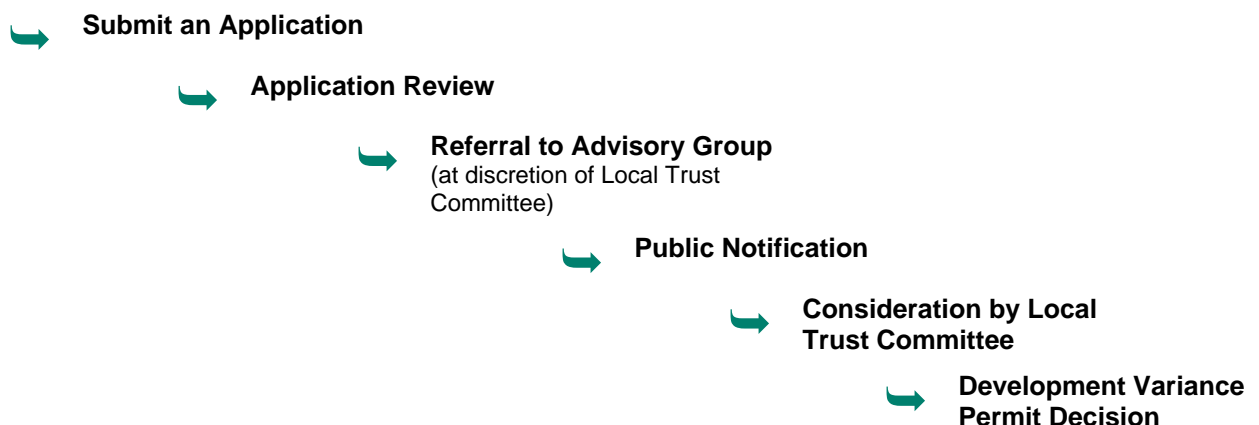 Submit an Application
Application Review
Referral to Advisory Group
(at discretion of Local Trust
Committee)
Public Notification
Consideration by Local
Trust Committee
Development Variance
Permit Decision